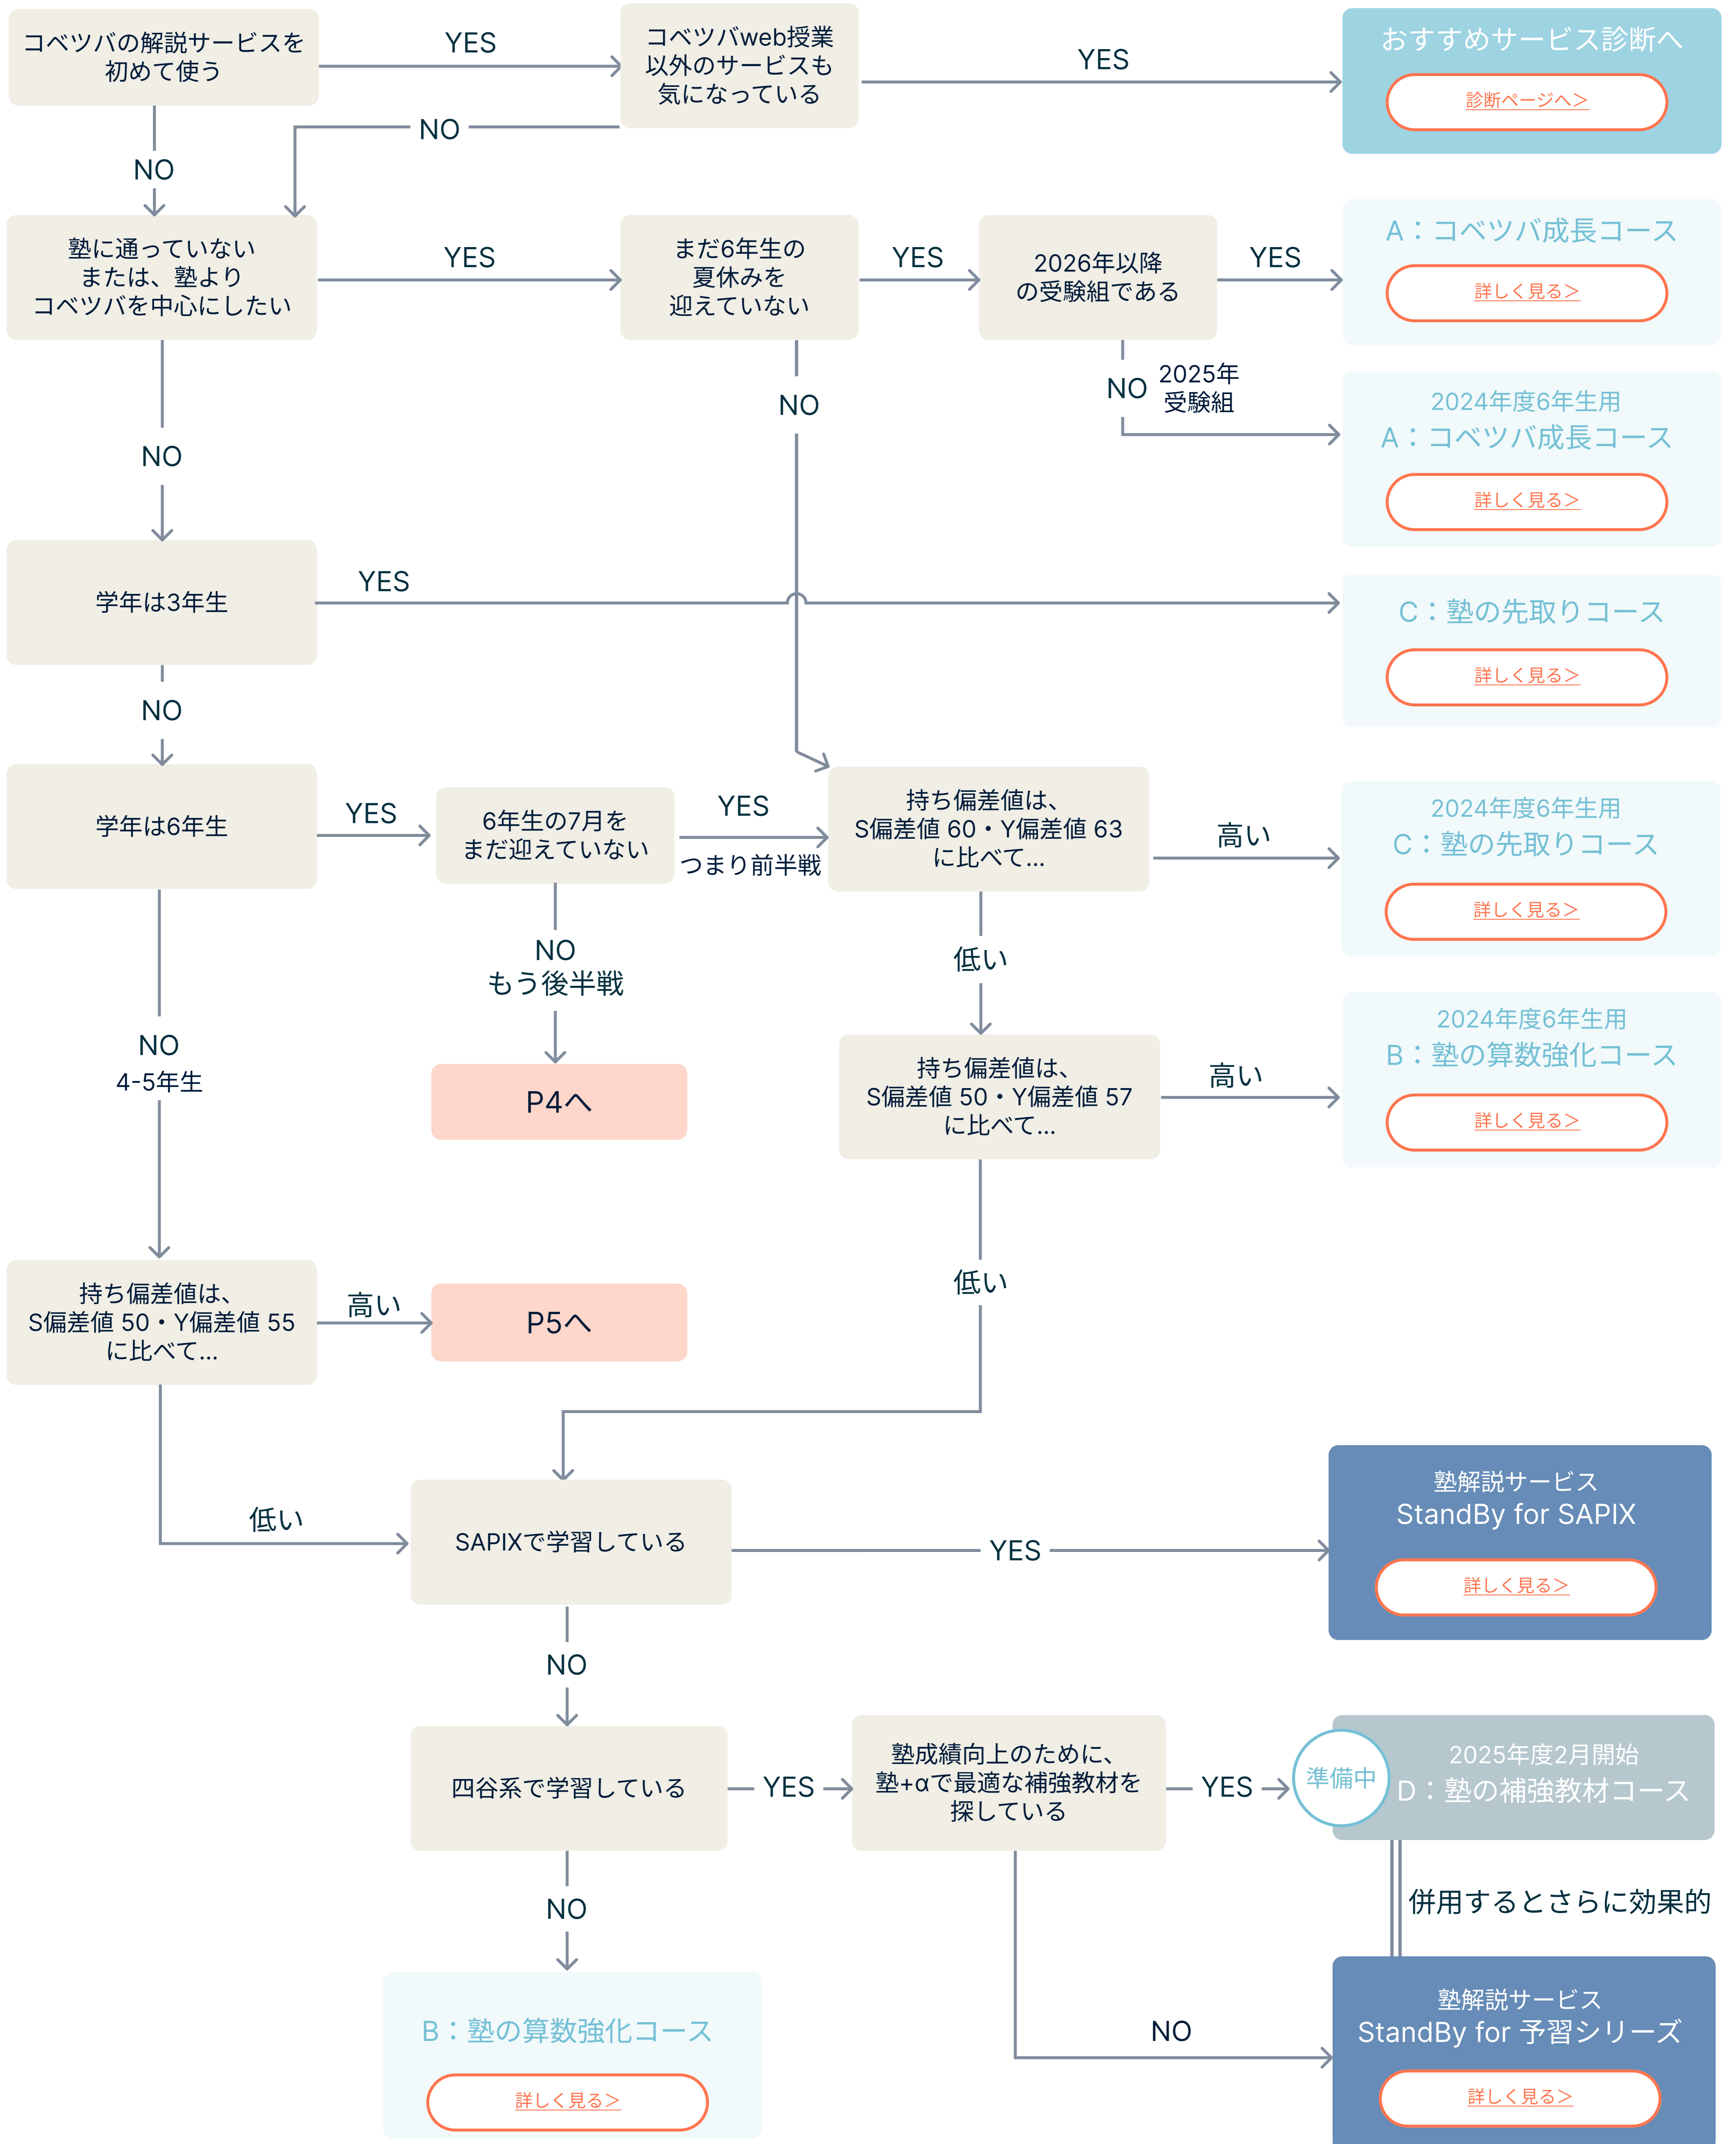 コベツバの解説サービスを
初めて使う
YES
コベツバweb授業
以外のサービスも
気になっている
YES
おすすめサービス診断へ
診断ページへ＞
NO
NO
塾に通っていない
または、塾より
コベツバを中心にしたい
YES
まだ6年生の
夏休みを
迎えていない
YES
2026年以降
の受験組である
YES
A：コベツバ成長コース
詳しく見る＞
NO
2025年
受験組
2024年度6年生用
A：コベツバ成長コース
詳しく見る＞
NO
NO
学年は3年生
YES
C：塾の先取りコース
詳しく見る＞
NO
学年は6年生
YES
6年生の7月を
まだ迎えていない
YES
つまり前半戦
持ち偏差値は、
S偏差値 60・Y偏差値 63
に比べて...
高い
2024年度6年生用
C：塾の先取りコース
詳しく見る＞
NO
もう後半戦
低い
P4へ
NO
4-5年生
持ち偏差値は、
S偏差値 50・Y偏差値 57
に比べて...
高い
2024年度6年生用
B：塾の算数強化コース
詳しく見る＞
低い
持ち偏差値は、
S偏差値 50・Y偏差値 55
に比べて...
高い
P5へ
低い
SAPIXで学習している
YES
塾解説サービス
StandBy for SAPIX
詳しく見る＞
NO
四谷系で学習している
YES
塾成績向上のために、
塾+αで最適な補強教材を
探している
YES
準備中
2025年度2月開始
D：塾の補強教材コース
併用するとさらに効果的
NO
NO
塾解説サービス
StandBy for 予習シリーズ
詳しく見る＞
B：塾の算数強化コース
詳しく見る＞